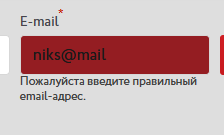 E-mail*
niks@mail
Пожалуйста введите правильный
email-адрес.